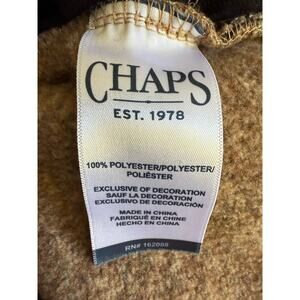 CHAPS
EST. 1978
100% POLYESTER/POLYESTER/
POLIÉSTER
EXCLUSIVE OF DECORATION
SAUF LA DECORATION
EXCLUSIVO DE DECORACIÓN
MADE IN CHINA
FABRIQUÉ EN CHINE
HECHO EN CHINA
RN# 162088